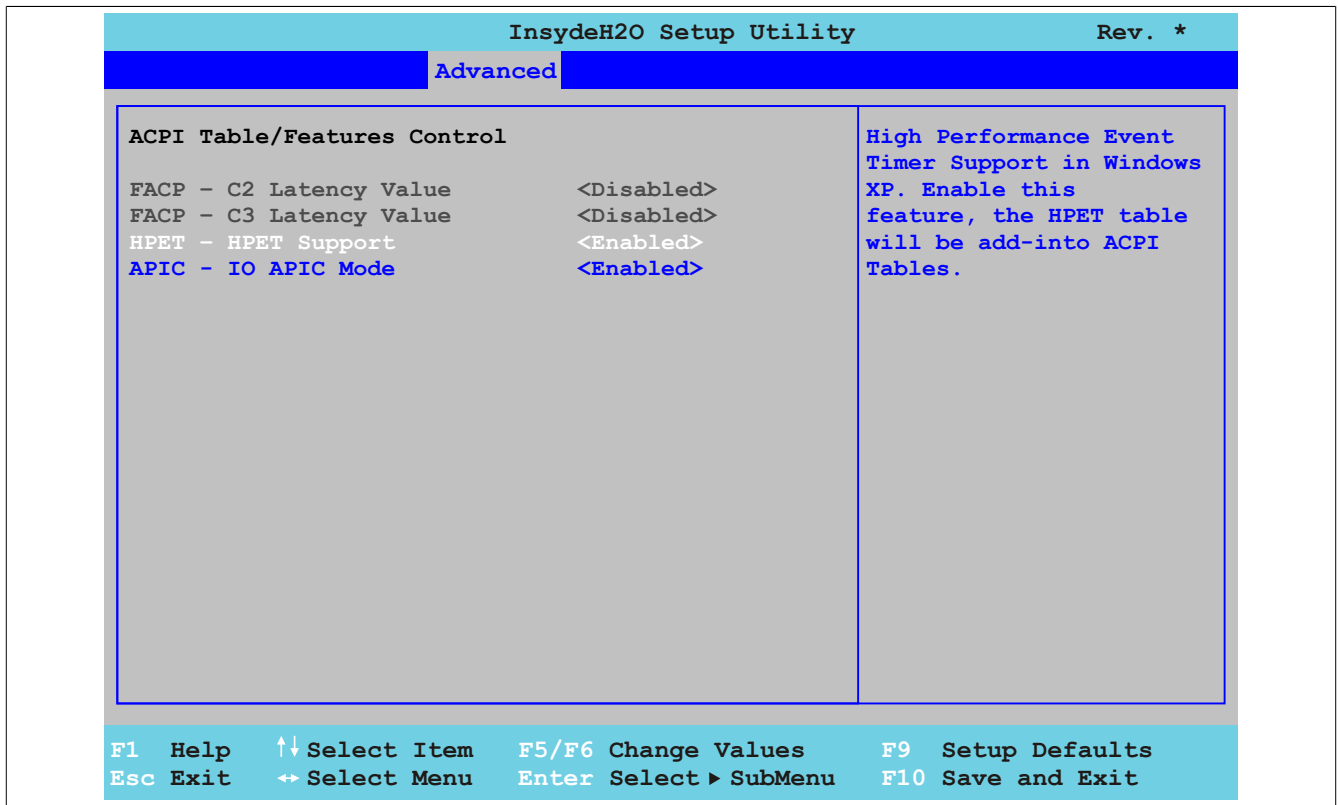 InsydeH2O Setup Utility Rev. *
Advanced
ACPI Table/Features Control
FACP – C2 Latency Value <Disabled>
FACP – C3 Latency Value <Disabled>
HPET – HPET Support <Enabled>
APIC - IO APIC Mode <Enabled>
High Performance Event
Timer Support in Windows
XP. Enable this
feature, the HPET table
will be add-into ACPI
Tables.
F1 Help ↑↓ Select Item F5/F6 Change Values F9 Setup Defaults
Esc Exit ↔ Select Menu Enter Select ▶ SubMenu F10 Save and Exit